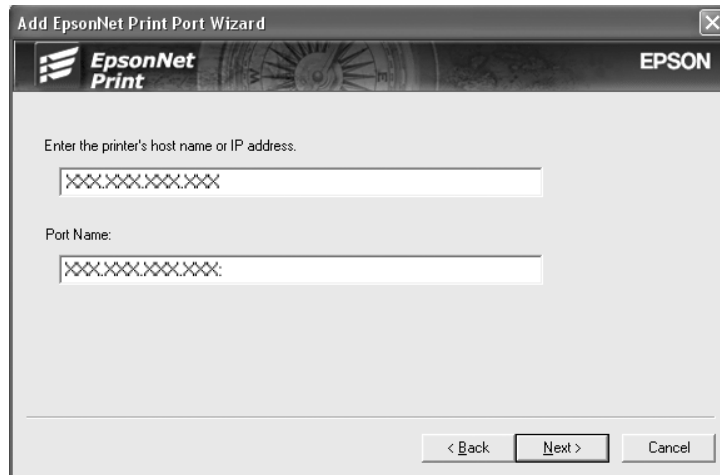 Add EpsonNet Print Port Wizard
EpsonNet
Print
EPSON
Enter the printer's host name or IP address.
XXX.XXX.XXX.XXX
Port Name:
XXX.XXX.XXX.XXX:
< Back
Next >
Cancel